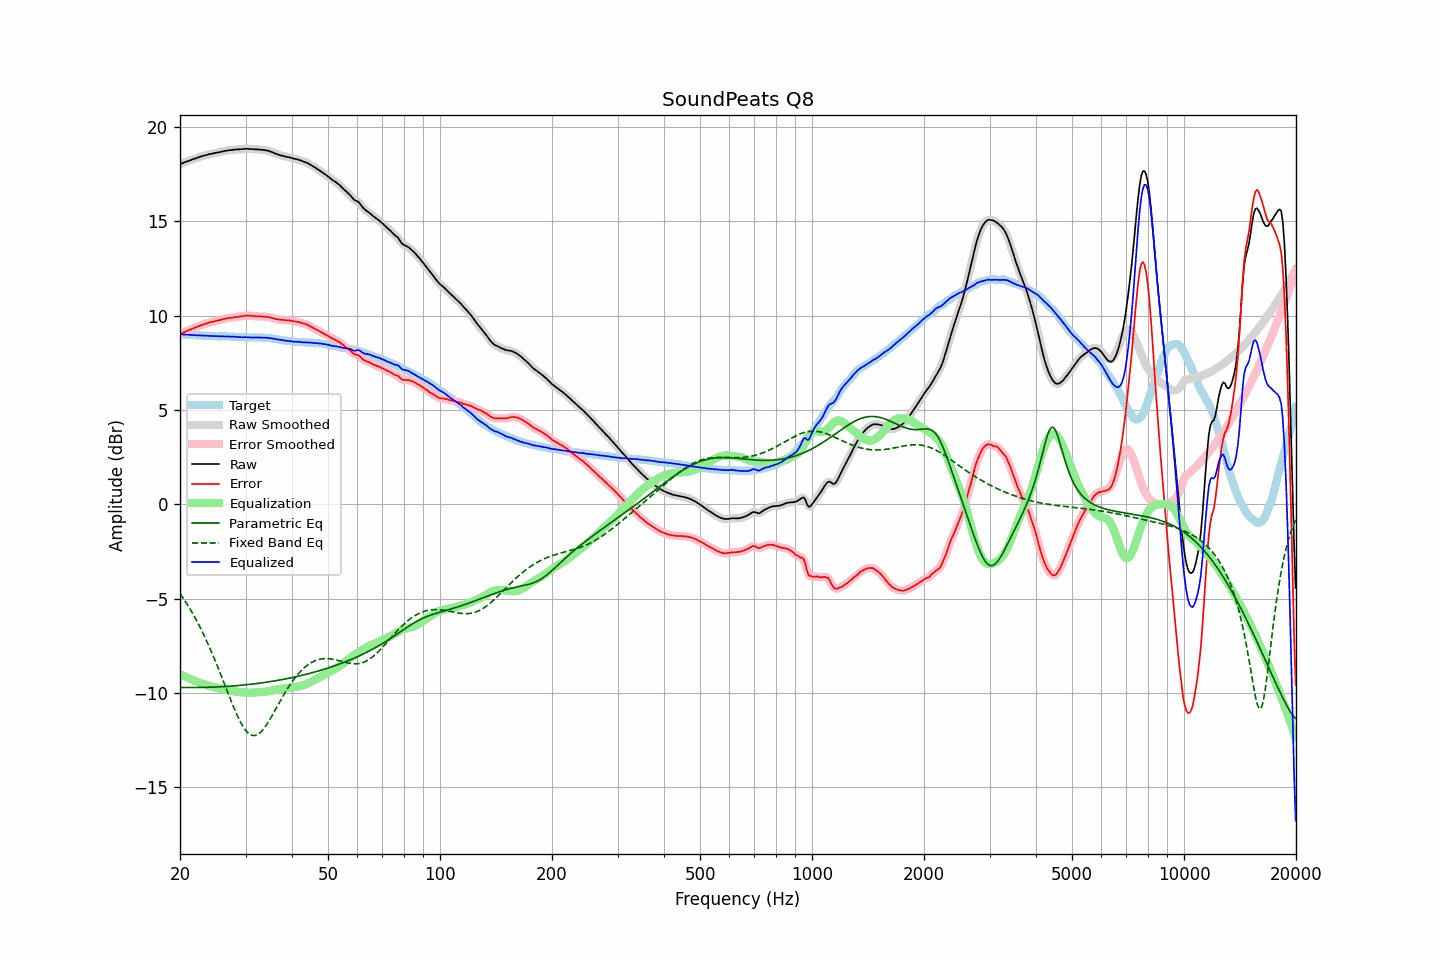 SoundPeats Q8
Amplitude (dBr)
20
15
10
5
0
−5
−10
−15
Target
Raw Smoothed
Error Smoothed
Raw
Error
Equalization
Parametric Eq
Fixed Band Eq
Equalized
20 50 100 200 500 1000 2000 5000 10000 20000
Frequency (Hz)